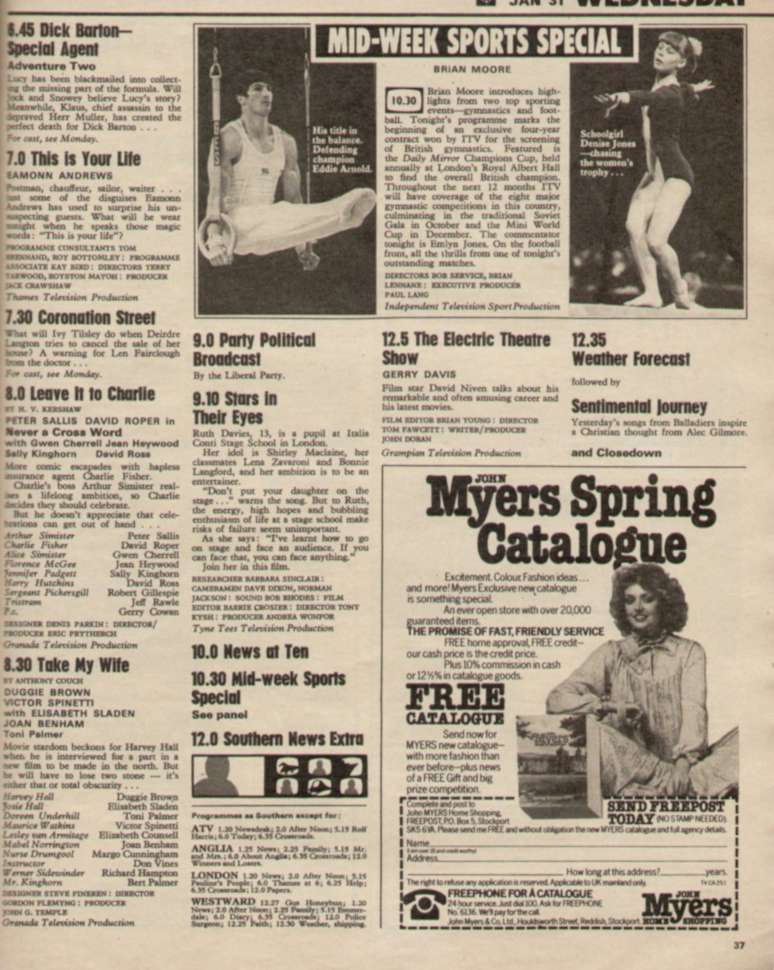 JAN 31 WEDNESDAY
6.45 Dick Barton—
Special Agent
Adventure Two
Lucy has been blackmailed into collect-
ing the missing part of the formula. Will
Jock and Snowey believe Lucy's story?
Meanwhile, Klaus, chief assassin to the
depraved Herr Muller, has created the
perfect death for Dick Barton . . .
For cast, see Monday.
7.0 This is Your Life
EAMONN ANDREWS
Postman, chauffeur, sailor, waiter . . .
just some of the disguises Eamonn
Andrews has used to surprise his un-
suspecting guests. What will he wear
tonight when he speaks those magic
words: "This is your life"?
PROGRAMME CONSULTANTS TOM
BRENNAND, ROY BOTTOMLEY: PROGRAMME
ASSOCIATE KAY BIRD: DIRECTORS TERRY
YARWOOD, ROYSTON MAYOH: PRODUCER
JACK CRAWSHAW
Thames Television Production
7.30 Coronation Street
What will Ivy Tilsley do when Deirdre
Langton tries to cancel the sale of her
house? A warning for Len Fairclough
from the doctor . . .
For cast, see Monday.
8.0 Leave It to Charlie
BY H. V. KERSHAW
PETER SALLIS DAVID ROPER in
Never a Cross Word
with Gwen Cherrell Jean Heywood
Sally Kinghorn David Ross
More comic escapades with hapless
insurance agent Charlie Fisher.
Charlie's boss Arthur Simister real-
ises a lifelong ambition, so Charlie
decides they should celebrate.
But he doesn't appreciate that cele-
brations can get out of hand . . .
Arthur Simister Peter Sallis
Charlie Fisher David Roper
Alice Simister Gwen Cherrell
Florence McGee Jean Heywood
Jennifer Padgett Sally Kinghorn
Harry Hutchins David Ross
Sergeant Pickersgill Robert Gillespie
Tristram Jeff Rawle
P.c. Gerry Cowan
DESIGNER DENIS PARKIN: DIRECTOR/
PRODUCER ERIC PRYTHERCH
Granada Television Production
8.30 Take My Wife
BY ANTHONY COUCH
DUGGIE BROWN
VICTOR SPINETTI
with ELISABETH SLADEN
JOAN BENHAM
Toni Palmer
Movie stardom beckons for Harvey Hall
when he is interviewed for a part in a
new film to be made in the north. But
he will have to lose two stone — it's
either that or total obscurity . . .
Harvey Hall Duggie Brown
Josie Hall Elisabeth Sladen
Doreen Underhill Toni Palmer
Maurice Watkins Victor Spinetti
Lesley van Armitage Elizabeth Counsell
Mabel Norrington Joan Benham
Nurse Drumgool Margo Cunningham
Instructor Don Vines
Werner Sidewinder Richard Hampton
Mr. Kinghorn Bert Palmer
DESIGNER STEVE FINEREN: DIRECTOR
GORDON FLEMYNG: PRODUCER
JOHN G. TEMPLE
Granada Television Production
MID-WEEK SPORTS SPECIAL
BRIAN MOORE
His title in
the balance.
Defending
champion
Eddie Arnold.
10.30
Brian Moore introduces high-
lights from two top sporting
events—gymnastics and foot-
ball. Tonight's programme marks the
beginning of an exclusive four-year
contract won by ITV for the screening
of British gymnastics. Featured is
the Daily Mirror Champions Cup, held
annually at London's Royal Albert Hall
to find the overall British champion.
Throughout the next 12 months ITV
will have coverage of the eight major
gymnastic competitions in this country,
culminating in the traditional Soviet
Gala in October and the Mini World
Cup in December. The commentator
tonight is Emlyn Jones. On the football
front, all the thrills from one of tonight's
outstanding matches.
DIRECTORS BOB SERVICE, BRIAN
LENNANE: EXECUTIVE PRODUCER
PAUL LANG
Independent Television Sport Production
Schoolgirl
Denise Jones
—chasing
the women's
trophy . . .
9.0 Party Political
Broadcast
By the Liberal Party.
9.10 Stars in
Their Eyes
Ruth Davies, 13, is a pupil at Italia
Conti Stage School in London.
Her idol is Shirley Maclaine, her
classmates Lena Zavaroni and Bonnie
Langford, and her ambition is to be an
entertainer.
"Don't put your daughter on the
stage . . ." warns the song. But to Ruth,
the energy, high hopes and bubbling
enthusiasm of life at a stage school make
risks of failure seem unimportant.
As she says: "I've learnt how to go
on stage and face an audience. If you
can face that, you can face anything."
Join her in this film.
RESEARCHER BARBARA SINCLAIR:
CAMERAMEN DAVE DIXON, NORMAN
JACKSON: SOUND BOB RHODES: FILM
EDITOR BARRIE CROSIER: DIRECTOR TONY
KYSH: PRODUCER ANDREA WONFOR
Tyne Tees Television Production
10.0 News at Ten
10.30 Mid-week Sports
Special
See panel
12.0 Southern News Extra
Programmes as Southern except for:
ATV 1.20 Newsdesk; 2.0 After Noon; 5.15 Rolf
Harris; 6.0 Today; 6.35 Crossroads.
ANGLIA 1.25 News; 2.25 Family; 5.15 Mr.
and Mrs.; 6.0 About Anglia; 6.35 Crossroads; 12.0
Winners and Losers.
LONDON 1.20 News; 2.0 After Noon; 5.15
Pauline's People; 6.0 Thames at 6; 6.25 Help;
6.35 Crossroads; 12.0 Papers.
WESTWARD 12.27 Gus Honeybun; 1.20
News; 2.0 After Noon; 2.25 Family; 5.15 Emmer-
dale; 6.0 Diary; 6.35 Crossroads; 12.0 Police
Surgeon; 12.25 Faith; 12.30 Weather, shipping.
12.5 The Electric Theatre
Show
GERRY DAVIS
Film star David Niven talks about his
remarkable and often amusing career and
his latest movies.
FILM EDITOR BRIAN YOUNG: DIRECTOR
TOM FAWCETT: WRITER/PRODUCER
JOHN DORAN
Grampian Television Production
12.35
Weather Forecast
followed by
Sentimental Journey
Yesterday's songs from Balladiers inspire
a Christian thought from Alec Gilmore.
and Closedown
JOHN
Myers Spring
Catalogue
Excitement. Colour. Fashion ideas . . .
and more! Myers Exclusive new catalogue
is something special.
An ever open store with over 20,000
guaranteed items.
THE PROMISE OF FAST, FRIENDLY SERVICE
FREE home approval, FREE credit—
our cash price is the credit price.
Plus 10% commission in cash
or 12½% in catalogue goods.
FREE
CATALOGUE
Send now for
MYERS new catalogue—
with more fashion than
ever before—plus news
of a FREE Gift and big
prize competition.
MYERS
Complete and post to
John MYERS Home Shopping,
FREEPOST, P.O. Box 5, Stockport
SK5 6YA. Please send me FREE and without obligation the new MYERS catalogue and full agency details.
SEND FREEPOST
TODAY (NO STAMP NEEDED).
Name
(I am over 18 and credit worthy)
Address
How long at this address? years.
The right to refuse any application is reserved. Applicable to UK mainland only.
FREEPHONE FOR A CATALOGUE
24 hour service. Just dial 100. Ask for FREEPHONE
No. 6136. We'll pay for the call.
John Myers & Co. Ltd., Houldsworth Street, Reddish, Stockport.
JOHN
Myers
HOME SHOPPING
37